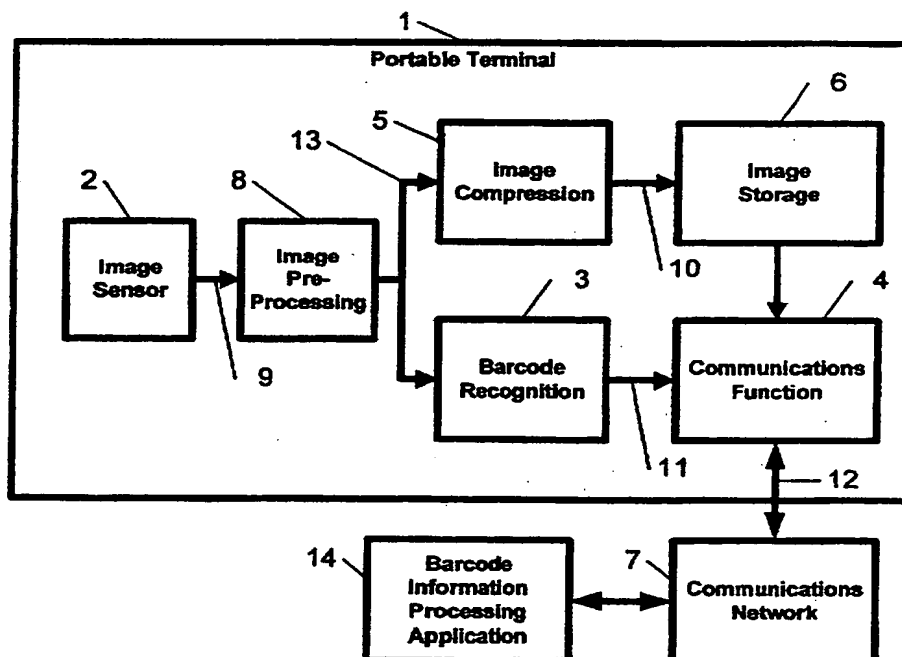 1
Portable Terminal
6
5
13
Image
Compression
Image
Storage
2
8
Image
Sensor
Image
Pre-
Processing
10
3
4
9
Barcode
Recognition
Communications
Function
11
12
14
Barcode
Information
Processing
Application
7
Communications
Network